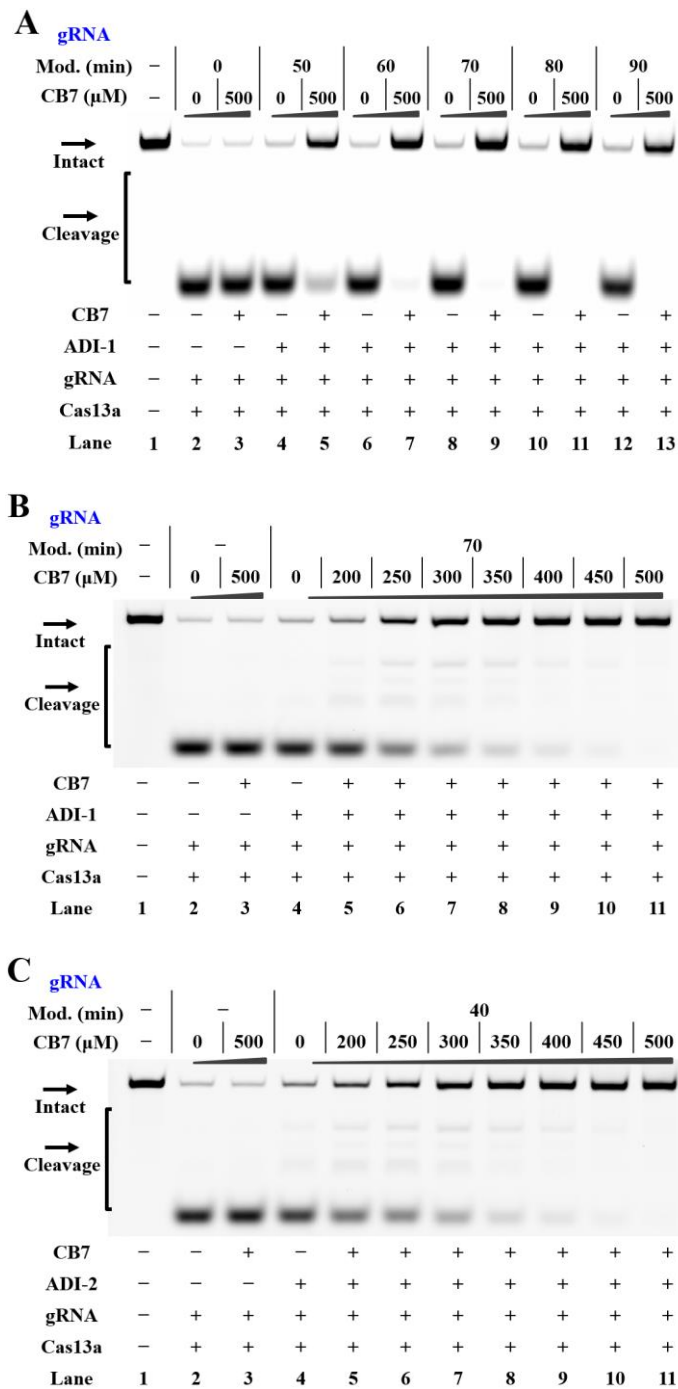 A
gRNA
Mod. (min) – 0 50 60 70 80 90
CB7 (µM) – 0 500 0 500 0 500 0 500 0 500 0 500
Intact
Cleavage
CB7 – – + – + – + – + – + – +
ADI-1 – – – + + + + + + + + + +
gRNA – + + + + + + + + + + + +
Cas13a – + + + + + + + + + + + +
Lane 1 2 3 4 5 6 7 8 9 10 11 12 13
B
gRNA
Mod. (min) – – 70
CB7 (µM) – 0 500 0 200 250 300 350 400 450 500
Intact
Cleavage
CB7 – – + – + + + + + + +
ADI-1 – – – + + + + + + + +
gRNA – + + + + + + + + + +
Cas13a – + + + + + + + + + +
Lane 1 2 3 4 5 6 7 8 9 10 11
C
gRNA
Mod. (min) – – 40
CB7 (µM) – 0 500 0 200 250 300 350 400 450 500
Intact
Cleavage
CB7 – – + – + + + + + + +
ADI-2 – – – + + + + + + + +
gRNA – + + + + + + + + + +
Cas13a – + + + + + + + + + +
Lane 1 2 3 4 5 6 7 8 9 10 11